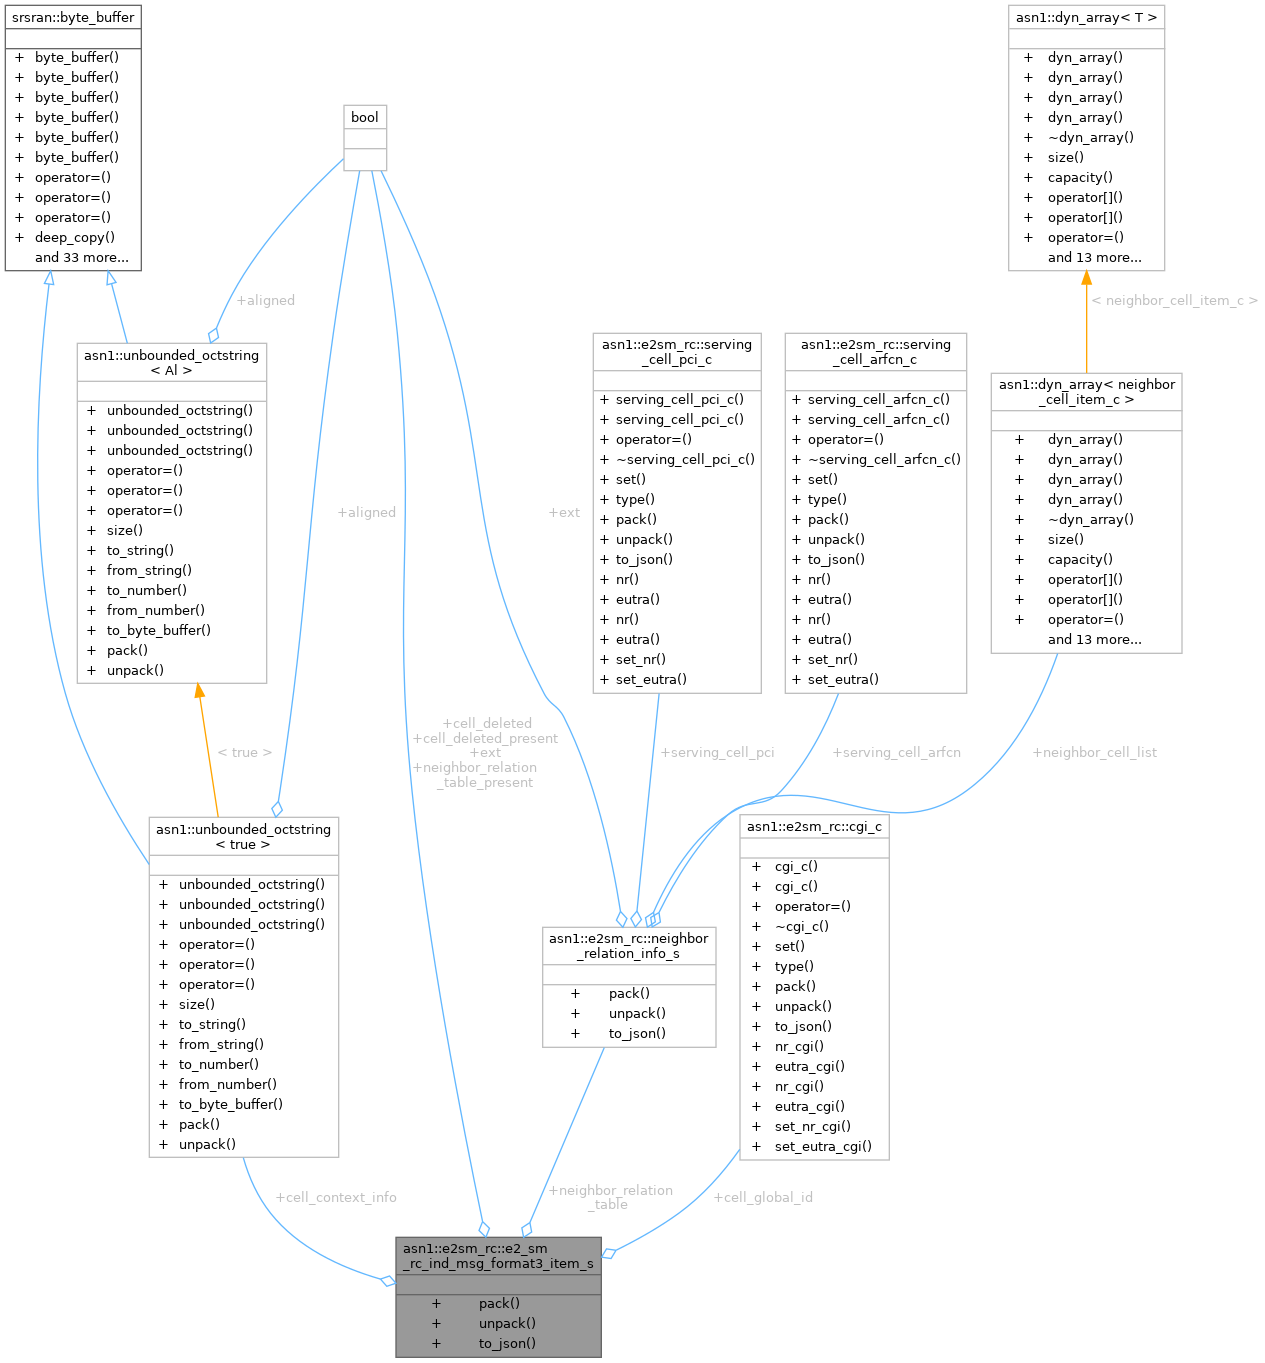 srsran::byte_buffer
+ byte_buffer()
+ byte_buffer()
+ byte_buffer()
+ byte_buffer()
+ byte_buffer()
+ byte_buffer()
+ operator=()
+ operator=()
+ operator=()
+ deep_copy()
and 33 more...
bool
asn1::dyn_array< T >
+ dyn_array()
+ dyn_array()
+ dyn_array()
+ dyn_array()
+ ~dyn_array()
+ size()
+ capacity()
+ operator[]()
+ operator[]()
+ operator=()
and 13 more...
+aligned
< neighbor_cell_item_c >
asn1::unbounded_octstring
< Al >
+ unbounded_octstring()
+ unbounded_octstring()
+ unbounded_octstring()
+ operator=()
+ operator=()
+ operator=()
+ size()
+ to_string()
+ from_string()
+ to_number()
+ from_number()
+ to_byte_buffer()
+ pack()
+ unpack()
+aligned
+ext
asn1::e2sm_rc::serving
_cell_pci_c
+ serving_cell_pci_c()
+ serving_cell_pci_c()
+ operator=()
+ ~serving_cell_pci_c()
+ set()
+ type()
+ pack()
+ unpack()
+ to_json()
+ nr()
+ eutra()
+ nr()
+ eutra()
+ set_nr()
+ set_eutra()
asn1::e2sm_rc::serving
_cell_arfcn_c
+ serving_cell_arfcn_c()
+ serving_cell_arfcn_c()
+ operator=()
+ ~serving_cell_arfcn_c()
+ set()
+ type()
+ pack()
+ unpack()
+ to_json()
+ nr()
+ eutra()
+ nr()
+ eutra()
+ set_nr()
+ set_eutra()
asn1::dyn_array< neighbor
_cell_item_c >
+ dyn_array()
+ dyn_array()
+ dyn_array()
+ dyn_array()
+ ~dyn_array()
+ size()
+ capacity()
+ operator[]()
+ operator[]()
+ operator=()
and 13 more...
< true >
+cell_deleted
+cell_deleted_present
+ext
+neighbor_relation
_table_present
+serving_cell_pci
+serving_cell_arfcn
+neighbor_cell_list
asn1::unbounded_octstring
< true >
+ unbounded_octstring()
+ unbounded_octstring()
+ unbounded_octstring()
+ operator=()
+ operator=()
+ operator=()
+ size()
+ to_string()
+ from_string()
+ to_number()
+ from_number()
+ to_byte_buffer()
+ pack()
+ unpack()
asn1::e2sm_rc::neighbor
_relation_info_s
+ pack()
+ unpack()
+ to_json()
asn1::e2sm_rc::cgi_c
+ cgi_c()
+ cgi_c()
+ operator=()
+ ~cgi_c()
+ set()
+ type()
+ pack()
+ unpack()
+ to_json()
+ nr_cgi()
+ eutra_cgi()
+ nr_cgi()
+ eutra_cgi()
+ set_nr_cgi()
+ set_eutra_cgi()
+cell_context_info
+neighbor_relation
_table
+cell_global_id
asn1::e2sm_rc::e2_sm
_rc_ind_msg_format3_item_s
+ pack()
+ unpack()
+ to_json()